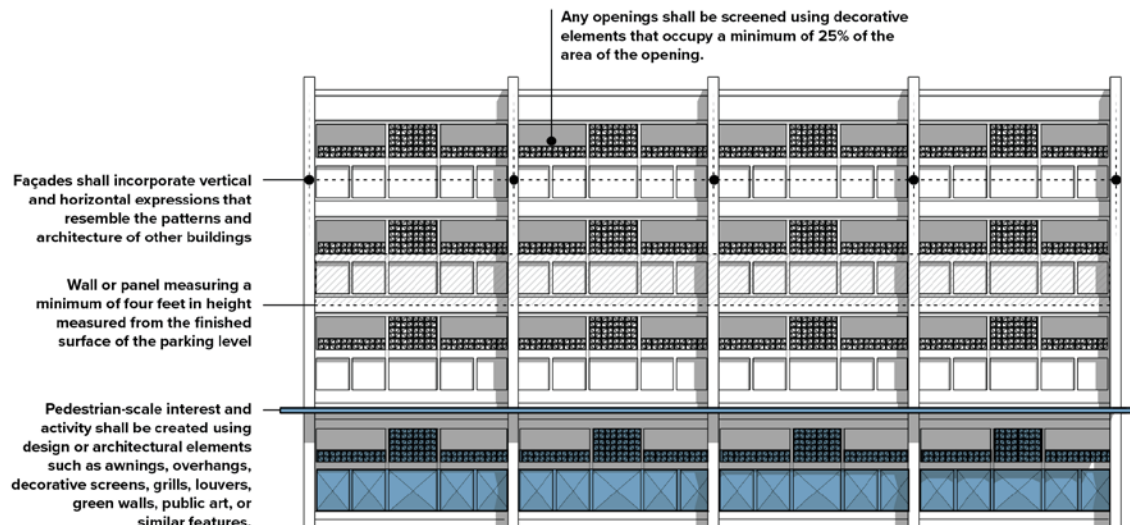 Any openings shall be screened using decorative
elements that occupy a minimum of 25% of the
area of the opening.
Façades shall incorporate vertical
and horizontal expressions that
resemble the patterns and
architecture of other buildings
Wall or panel measuring a
minimum of four feet in height
measured from the finished
surface of the parking level
Pedestrian-scale interest and
activity shall be created using
design or architectural elements
such as awnings, overhangs,
decorative screens, grills, louvers,
green walls, public art, or
similar features.